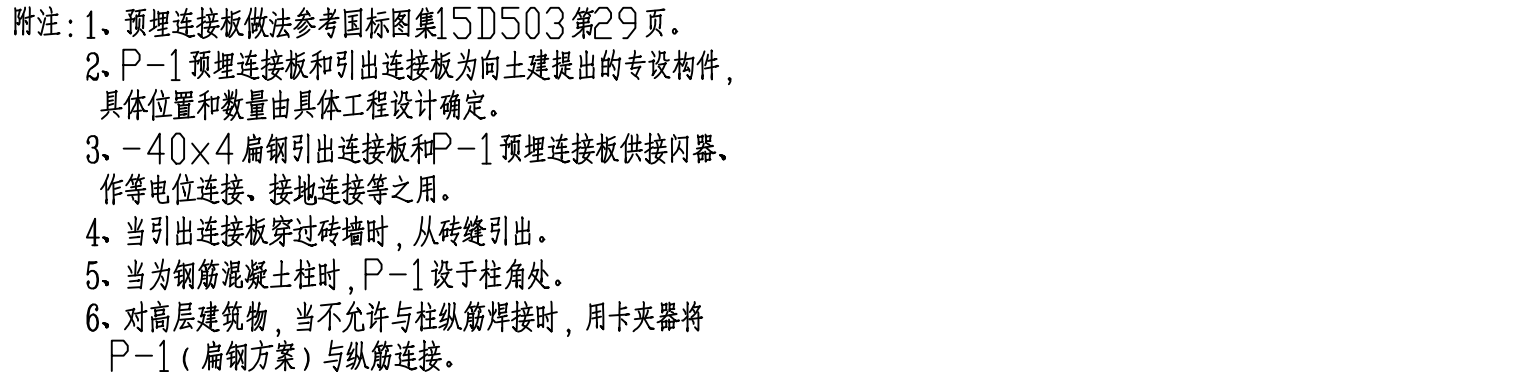 附注：1、预埋连接板做法参考国标图集15D503第29页。
2、P-1预埋连接板和引出连接板为向土建提出的专设构件，
具体位置和数量由具体工程设计确定。
3、-40x4扁钢引出连接板和P-1预埋连接板供接闪器、
作等电位连接、接地连接等之用。
4、当引出连接板穿过砖墙时，从砖缝引出。
5、当为钢筋混凝土柱时，P-1设于柱角处。
6、对高层建筑物，当不允许与柱纵筋焊接时，用卡夹器将
P-1（扁钢方案）与纵筋连接。